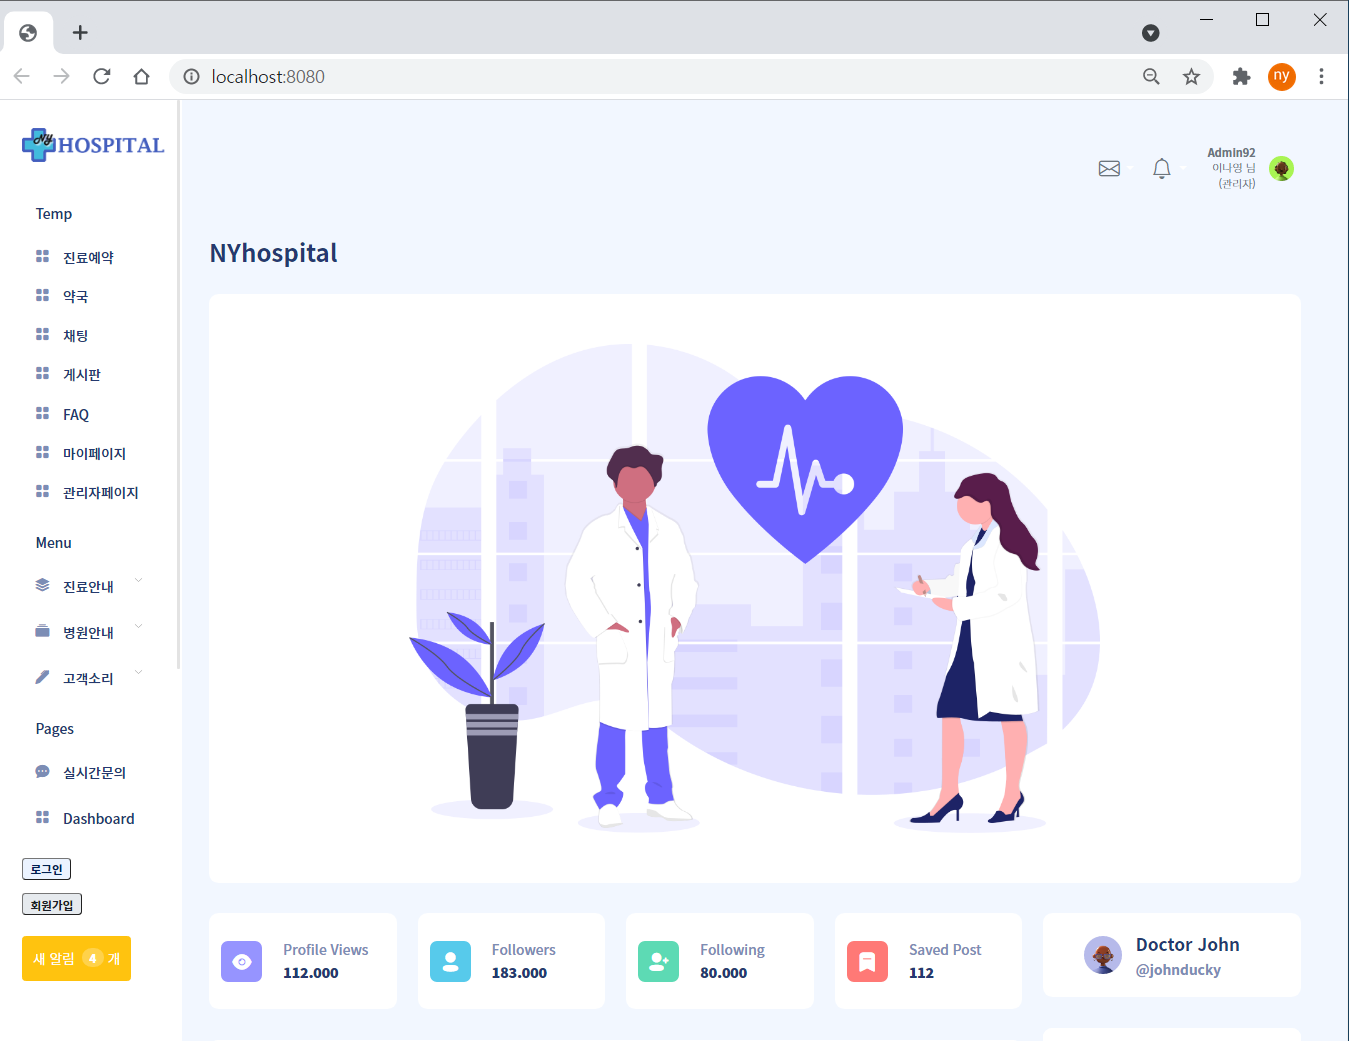 localhost:8080
ny
NY HOSPITAL
Admin92
이나영 님
(관리자)
Temp
진료예약
약국
채팅
게시판
FAQ
마이페이지
관리자페이지
Menu
진료안내
병원안내
고객소리
Pages
실시간문의
Dashboard
로그인
회원가입
새 알림 4 개
NYhospital
Profile Views
112.000
Followers
183.000
Following
80.000
Saved Post
112
Doctor John
@johnducky